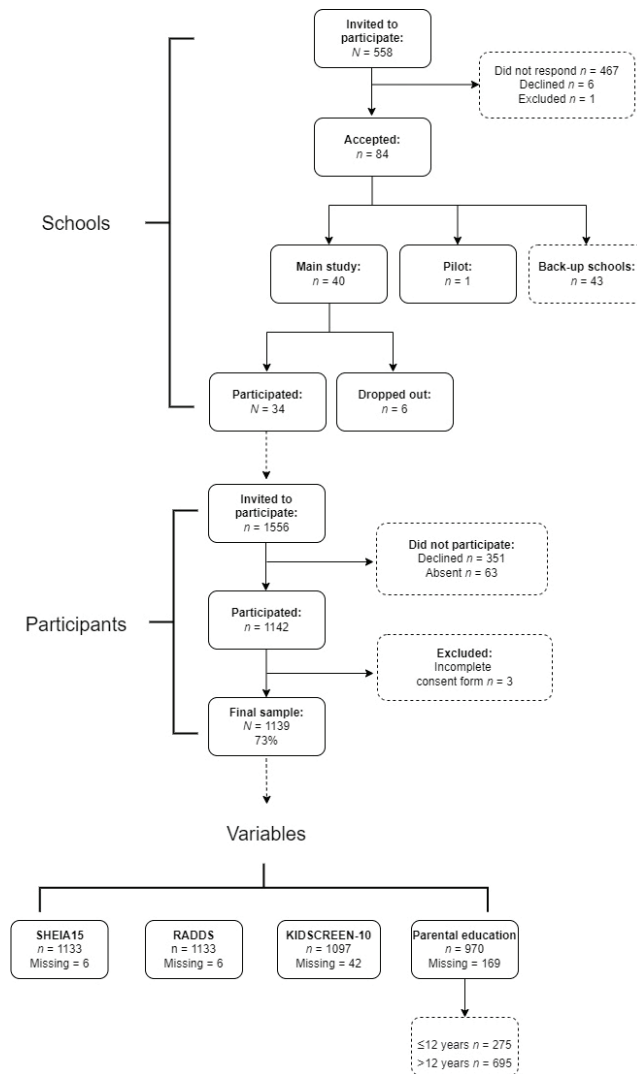 Invited to
participate:
N = 558
Did not respond n = 467
Declined n = 6
Excluded n = 1
Accepted:
n = 84
Schools
Main study:
n = 40
Pilot:
n = 1
Back-up schools:
n = 43
Participated:
N = 34
Dropped out:
n = 6
Invited to
participate:
n = 1556
Did not participate:
Declined n = 351
Absent n = 63
Participants
Participated:
n = 1142
Excluded:
Incomplete
consent form n = 3
Final sample:
N = 1139
73%
Variables
SHEIA15
n = 1133
Missing = 6
RADDS
n = 1133
Missing = 6
KIDSCREEN-10
n = 1097
Missing = 42
Parental education
n = 970
Missing = 169
≤12 years n = 275
>12 years n = 695